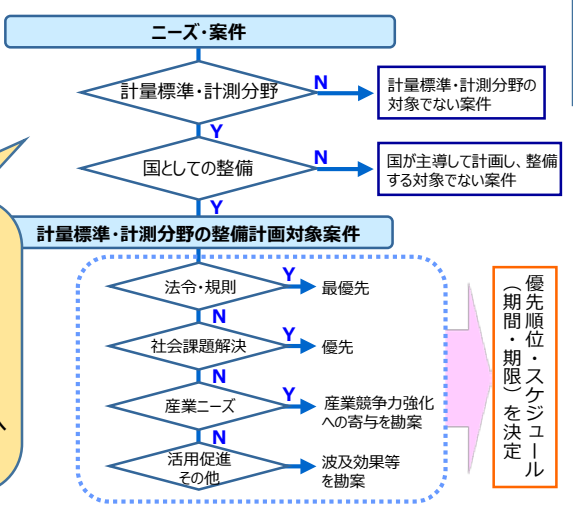 ニーズ・案件
計量標準・計測分野
N
計量標準・計測分野の
対象でない案件
Y
国としての整備
N
国が主導して計画し、整備
する対象でない案件
Y
計量標準・計測分野の整備計画対象案件
法令・規則
Y
最優先
N
社会課題解決
Y
優先
N
産業ニーズ
Y
産業競争力強化
への寄与を勘案
N
活用促進
その他
波及効果等
を勘案
優先順位・スケジュール
（期間・期限）を決定
へ